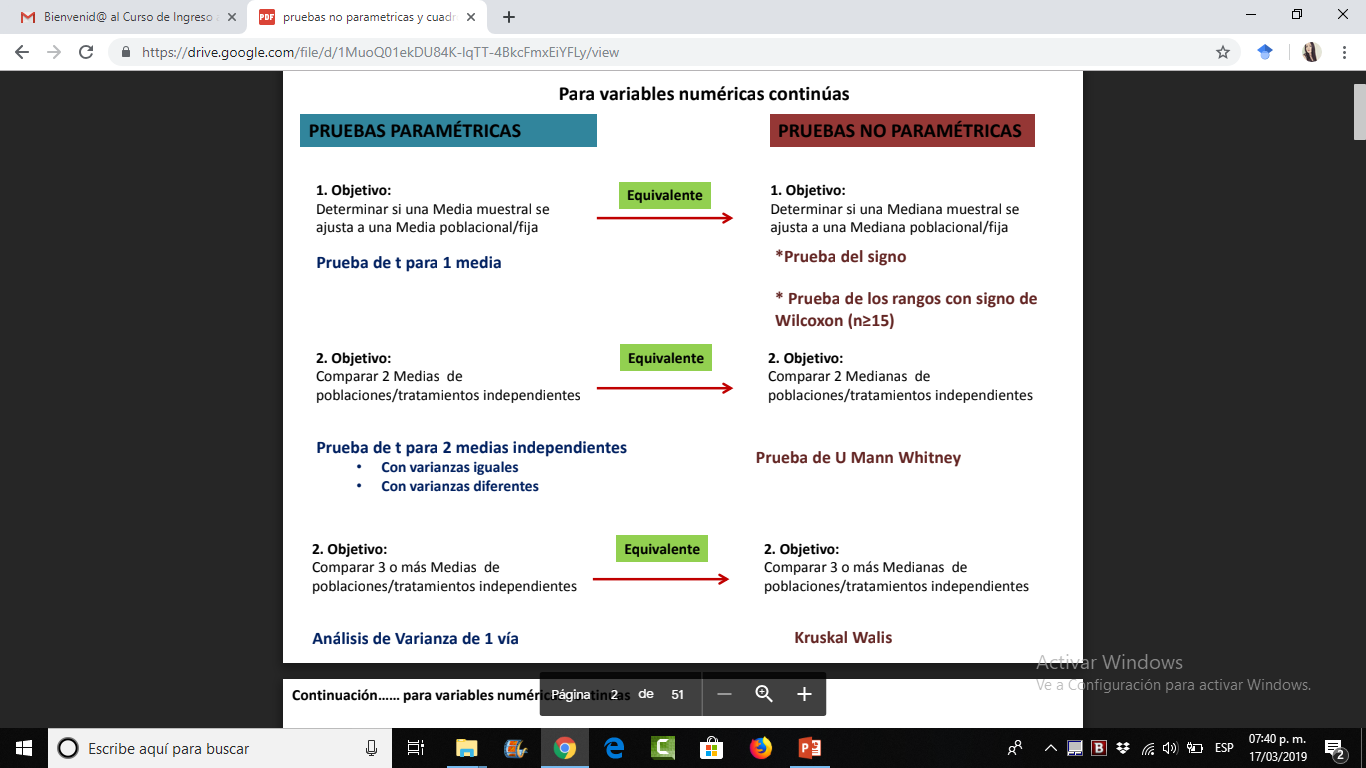 Bienvenid@ al Curso de Ingreso
pruebas no parametricas y cuadr
https://drive.google.com/file/d/1MuoQ01ekDU84K-IqTT-4BkcFmxEiYFLy/view
Para variables numéricas continúas
PRUEBAS PARAMÉTRICAS
PRUEBAS NO PARAMÉTRICAS
1. Objetivo:
Determinar si una Media muestral se
ajusta a una Media poblacional/fija
Equivalente
1. Objetivo:
Determinar si una Mediana muestral se
ajusta a una Mediana poblacional/fija
Prueba de t para 1 media
*Prueba del signo
* Prueba de los rangos con signo de
Wilcoxon (n≥15)
2. Objetivo:
Comparar 2 Medias de
poblaciones/tratamientos independientes
Equivalente
2. Objetivo:
Comparar 2 Medianas de
poblaciones/tratamientos independientes
Prueba de t para 2 medias independientes
• Con varianzas iguales
• Con varianzas diferentes
Prueba de U Mann Whitney
2. Objetivo:
Comparar 3 o más Medias de
poblaciones/tratamientos independientes
Equivalente
2. Objetivo:
Comparar 3 o más Medianas de
poblaciones/tratamientos independientes
Análisis de Varianza de 1 vía
Kruskal Walis
Activar Windows
Ve a Configuración para activar Windows.
Continuación...... para variables numéricas continuas
Página 2 de 51
Escribe aquí para buscar
ESP
07:40 p. m.
17/03/2019
2